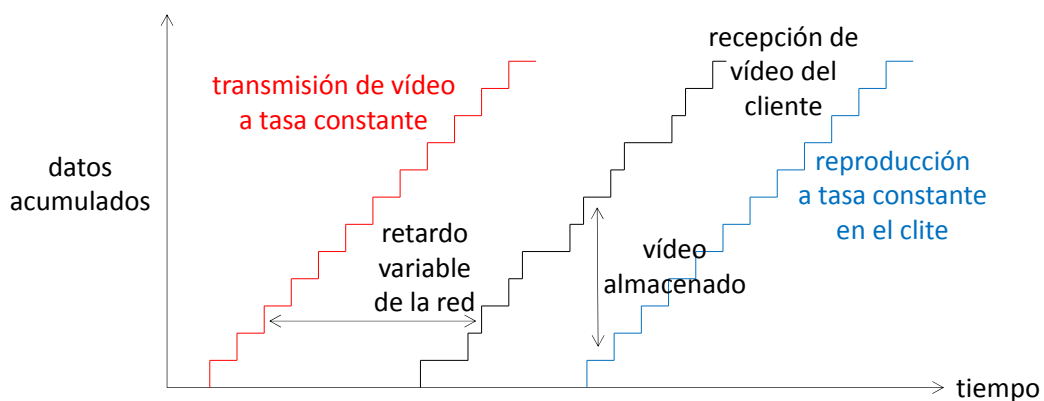 recepción de
vídeo del
cliente
transmisión de vídeo
a tasa constante
datos
acumulados
reproducción
a tasa constante
en el clite
retardo
variable
de la red
vídeo
almacenado
tiempo